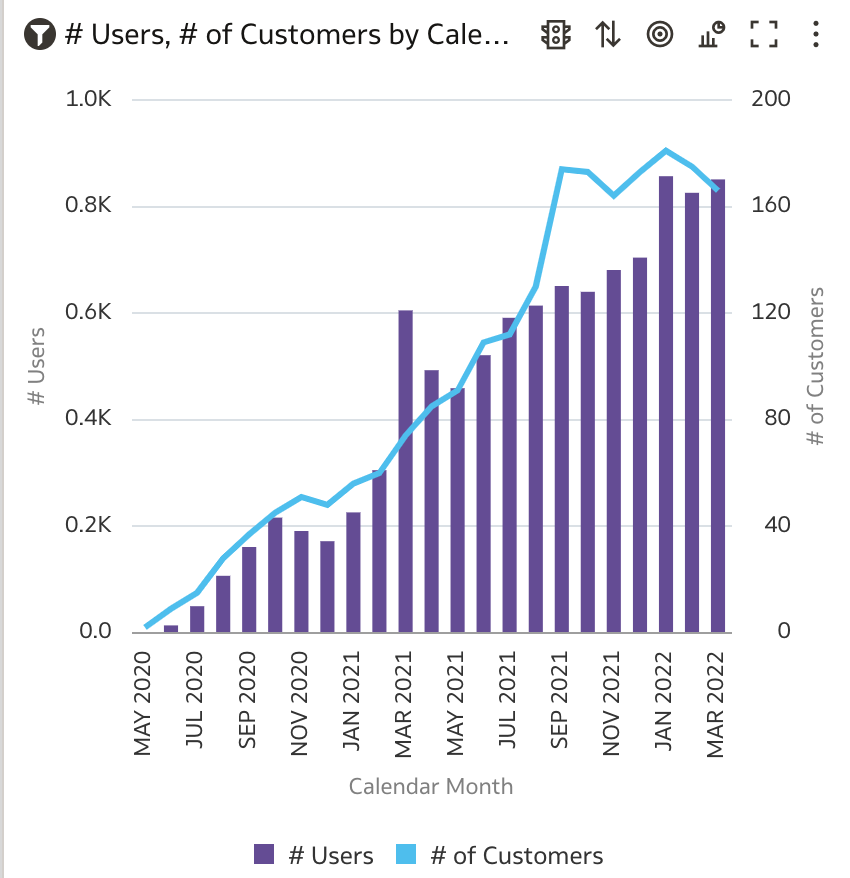 # Users, # of Customers by Cale...
1.0K
0.8K
0.6K
0.4K
0.2K
0.0
# Users
200
160
120
80
40
0
# of Customers
MAY 2020
JUL 2020
SEP 2020
NOV 2020
JAN 2021
MAR 2021
MAY 2021
JUL 2021
SEP 2021
NOV 2021
JAN 2022
MAR 2022
Calendar Month
# Users
# of Customers